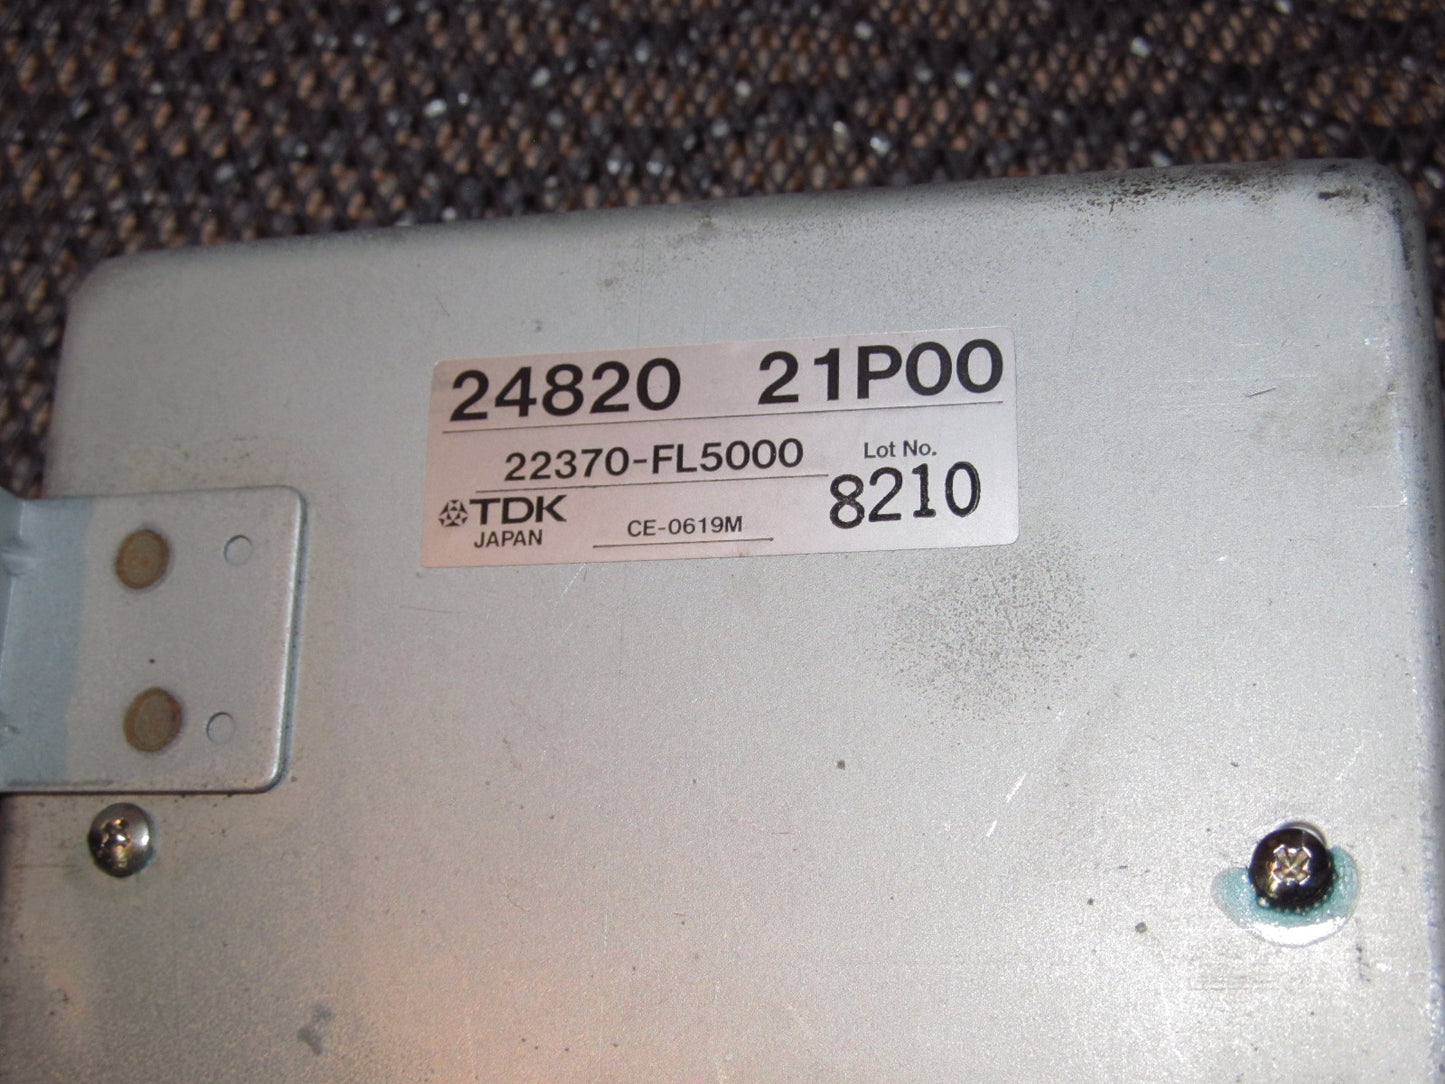 24820 21P00
22370-FL5000
Lot No.
8210
TDK
JAPAN
CE-0619M